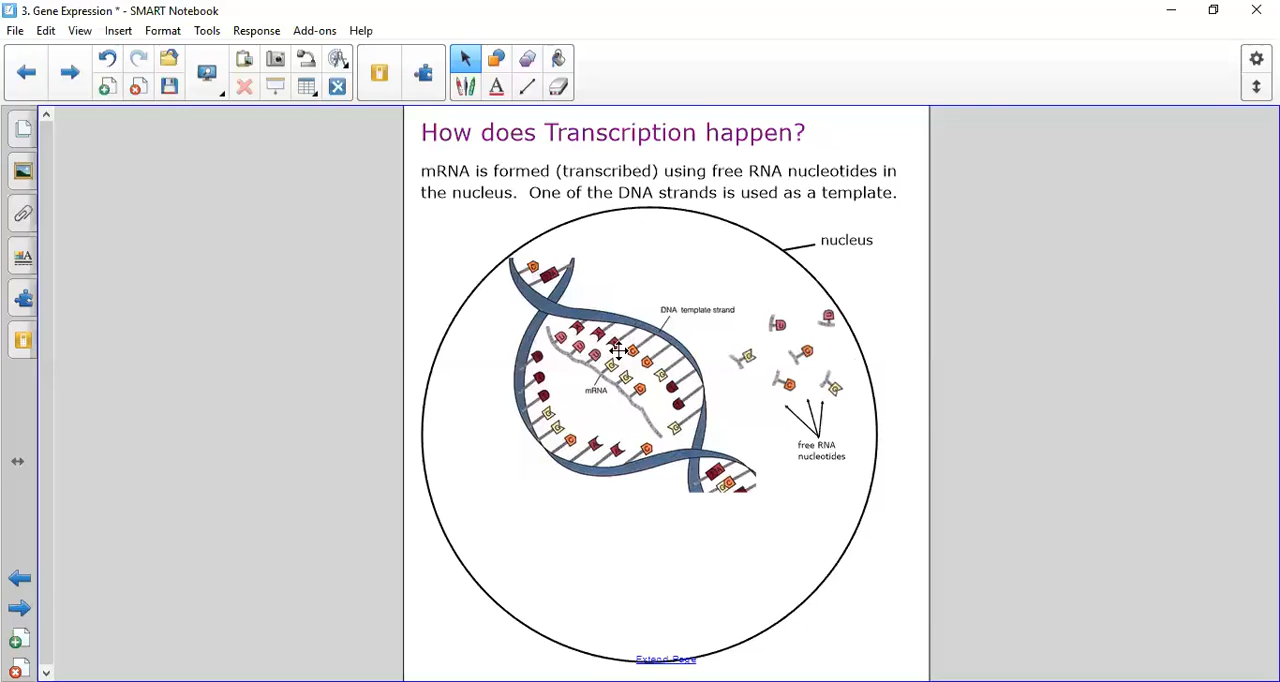 3. Gene Expression * - SMART Notebook
File Edit View Insert Format Tools Response Add-ons Help
How does Transcription happen?
mRNA is formed (transcribed) using free RNA nucleotides in
the nucleus. One of the DNA strands is used as a template.
nucleus
DNA template strand
mRNA
free RNA
nucleotides
Extend Page